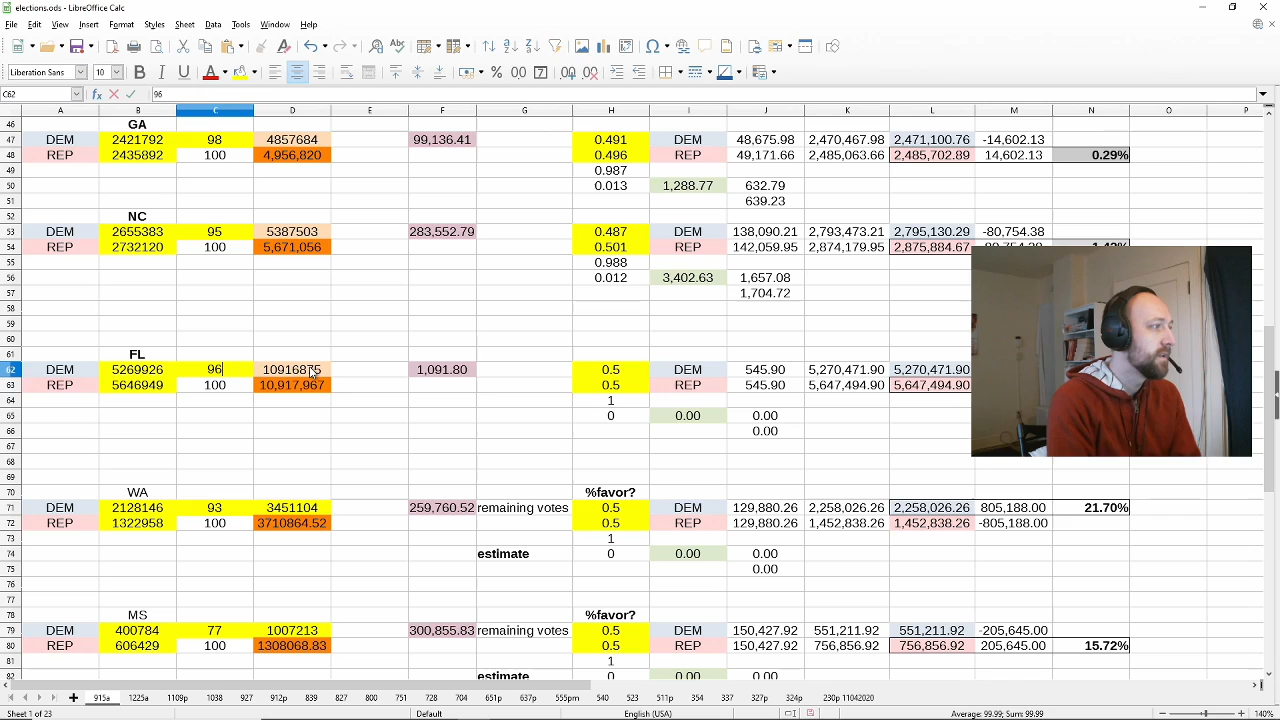 elections.ods - LibreOffice Calc
File Edit View Insert Format Styles Sheet Data Tools Window Help
Liberation Sans 10
C62 96
A B C D E F G H I J K L M N O P
46 GA
47 DEM 2421792 98 4857684 99,136.41 0.491 DEM 48,675.98 2,470,467.98 2,471,100.76 -14,602.13
48 REP 2435892 100 4,956,820 0.496 REP 49,171.66 2,485,063.66 2,485,702.89 14,602.13 0.29%
49 0.987
50 0.013 1,288.77 632.79
51 639.23
52 NC
53 DEM 2655383 95 5387503 283,552.79 0.487 DEM 138,090.21 2,793,473.21 2,795,130.29 -80,754.38
54 REP 2732120 100 5,671,056 0.501 REP 142,059.95 2,874,179.95 2,875,884.67
55 0.988
56 0.012 3,402.63 1,657.08
57 1,704.72
58
59
60
61 FL
62 DEM 5269926 96 10916875 1,091.80 0.5 DEM 545.90 5,270,471.90 5,270,471.90
63 REP 5646949 100 10,917,967 0.5 REP 545.90 5,647,494.90 5,647,494.90
64 1
65 0 0.00 0.00
66 0.00
67
68
69
70 WA %favor?
71 DEM 2128146 93 3451104 259,760.52 remaining votes 0.5 DEM 129,880.26 2,258,026.26 2,258,026.26 805,188.00 21.70%
72 REP 1322958 100 3710864.52 0.5 REP 129,880.26 1,452,838.26 1,452,838.26 -805,188.00
73 1
74 estimate 0 0.00 0.00
75 0.00
76
77
78 MS %favor?
79 DEM 400784 77 1007213 300,855.83 remaining votes 0.5 DEM 150,427.92 551,211.92 551,211.92 -205,645.00
80 REP 606429 100 1308068.83 0.5 REP 150,427.92 756,856.92 756,856.92 205,645.00 15.72%
81 1
82 estimate 0 0.00 0.00
915a 1225a 1109p 1038 927 912p 839 827 800 751 728 704 652p 637p 555pm 540 523 511p 354 337 327p 324p 230p 11042020
Sheet 1 of 23 Default English (USA) Average: 99.99; Sum: 99.99 140%